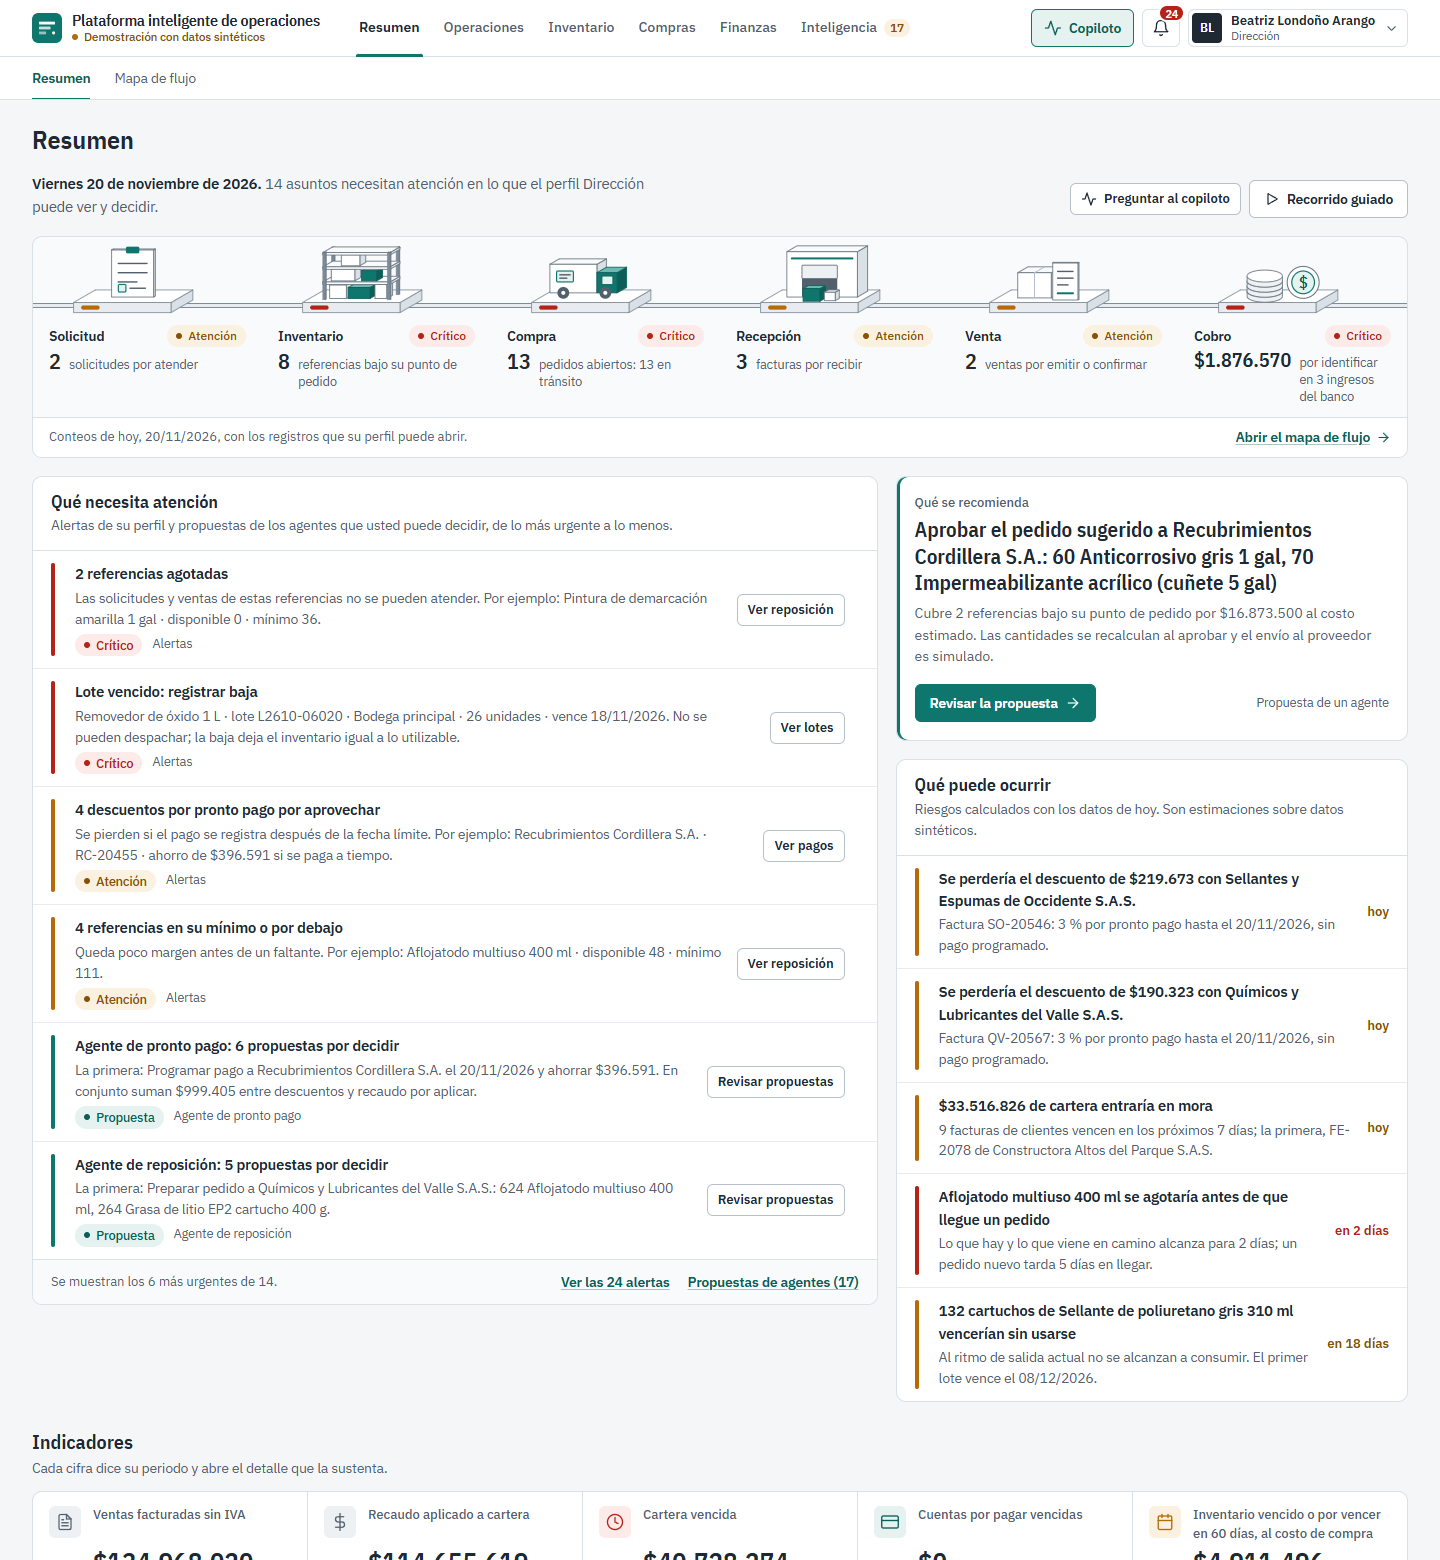 Plataforma inteligente de operaciones
Demostración con datos sintéticos
Resumen
Operaciones
Inventario
Compras
Finanzas
Inteligencia 17
Copiloto
24
BL
Beatriz Londoño Arango
Dirección
Resumen
Mapa de flujo
Resumen
Viernes 20 de noviembre de 2026. 14 asuntos necesitan atención en lo que el perfil Dirección
puede ver y decidir.
Preguntar al copiloto
Recorrido guiado
Solicitud
Atención
2 solicitudes por atender
Inventario
Crítico
8 referencias bajo su punto de
pedido
Compra
Crítico
13 pedidos abiertos: 13 en
tránsito
Recepción
Atención
3 facturas por recibir
Venta
Atención
2 ventas por emitir o confirmar
$
Cobro
Crítico
$1.876.570 por identificar
en 3 ingresos
del banco
Conteos de hoy, 20/11/2026, con los registros que su perfil puede abrir.
Abrir el mapa de flujo
Qué necesita atención
Alertas de su perfil y propuestas de los agentes que usted puede decidir, de lo más urgente a lo menos.
2 referencias agotadas
Las solicitudes y ventas de estas referencias no se pueden atender. Por ejemplo: Pintura de demarcación
amarilla 1 gal · disponible 0 · mínimo 36.
Crítico Alertas
Ver reposición
Lote vencido: registrar baja
Removedor de óxido 1 L · lote L2610-06020 · Bodega principal · 26 unidades · vence 18/11/2026. No se
pueden despachar; la baja deja el inventario igual a lo utilizable.
Crítico Alertas
Ver lotes
4 descuentos por pronto pago por aprovechar
Se pierden si el pago se registra después de la fecha límite. Por ejemplo: Recubrimientos Cordillera S.A. ·
RC-20455 · ahorro de $396.591 si se paga a tiempo.
Atención Alertas
Ver pagos
4 referencias en su mínimo o por debajo
Queda poco margen antes de un faltante. Por ejemplo: Aflojatodo multiuso 400 ml · disponible 48 · mínimo
111.
Atención Alertas
Ver reposición
Agente de pronto pago: 6 propuestas por decidir
La primera: Programar pago a Recubrimientos Cordillera S.A. el 20/11/2026 y ahorrar $396.591. En
conjunto suman $999.405 entre descuentos y recaudo por aplicar.
Propuesta Agente de pronto pago
Revisar propuestas
Agente de reposición: 5 propuestas por decidir
La primera: Preparar pedido a Químicos y Lubricantes del Valle S.A.S.: 624 Aflojatodo multiuso 400
ml, 264 Grasa de litio EP2 cartucho 400 g.
Propuesta Agente de reposición
Revisar propuestas
Se muestran los 6 más urgentes de 14.
Ver las 24 alertas
Propuestas de agentes (17)
Qué se recomienda
Aprobar el pedido sugerido a Recubrimientos
Cordillera S.A.: 60 Anticorrosivo gris 1 gal, 70
Impermeabilizante acrílico (cuñete 5 gal)
Cubre 2 referencias bajo su punto de pedido por $16.873.500 al costo
estimado. Las cantidades se recalculan al aprobar y el envío al proveedor
es simulado.
Revisar la propuesta
Propuesta de un agente
Qué puede ocurrir
Riesgos calculados con los datos de hoy. Son estimaciones sobre datos
sintéticos.
Se perdería el descuento de $219.673 con Sellantes y
Espumas de Occidente S.A.S.
Factura SO-20546: 3 % por pronto pago hasta el 20/11/2026, sin
pago programado.
hoy
Se perdería el descuento de $190.323 con Químicos y
Lubricantes del Valle S.A.S.
Factura QV-20567: 3 % por pronto pago hasta el 20/11/2026, sin
pago programado.
hoy
$33.516.826 de cartera entraría en mora
9 facturas de clientes vencen en los próximos 7 días; la primera, FE-
2078 de Constructora Altos del Parque S.A.S.
hoy
Aflojatodo multiuso 400 ml se agotaría antes de que
llegue un pedido
Lo que hay y lo que viene en camino alcanza para 2 días; un
pedido nuevo tarda 5 días en llegar.
en 2 días
132 cartuchos de Sellante de poliuretano gris 310 ml
vencerían sin usarse
Al ritmo de salida actual no se alcanzan a consumir. El primer
lote vence el 08/12/2026.
en 18 días
Indicadores
Cada cifra dice su periodo y abre el detalle que la sustenta.
Ventas facturadas sin IVA
Recaudo aplicado a cartera
Cartera vencida
Cuentas por pagar vencidas
Inventario vencido o por vencer
en 60 días, al costo de compra